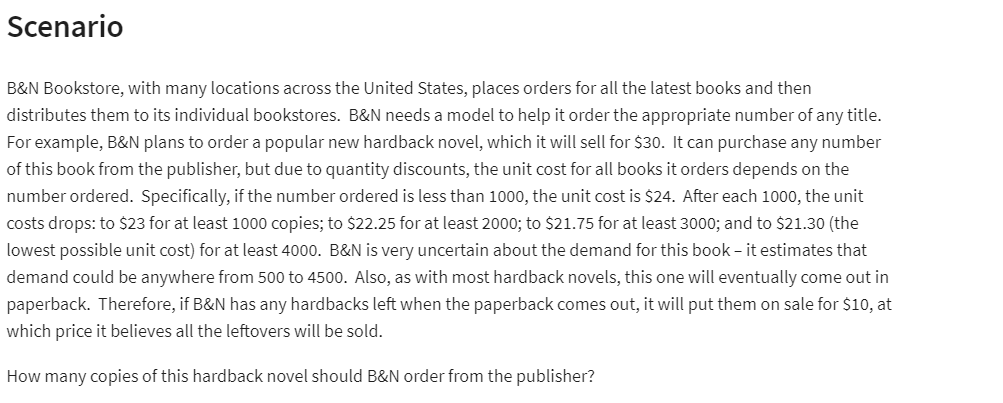 Scenario
B&N Bookstore, with many locations across the United States, places orders for all the latest books and then
distributes them to its individual bookstores.  B&N needs a model to help it order the appropriate number of any title.
For example, B&N plans to order a popular new hardback novel, which it will sell for $30.  It can purchase any number
of this book from the publisher, but due to quantity discounts, the unit cost for all books it orders depends on the
number ordered.  Specifically, if the number ordered is less than 1000, the unit cost is $24.  After each 1000, the unit
costs drops: to $23 for at least 1000 copies; to $22.25 for at least 2000; to $21.75 for at least 3000; and to $21.30 (the
lowest possible unit cost) for at least 4000.  B&N is very uncertain about the demand for this book – it estimates that
demand could be anywhere from 500 to 4500.  Also, as with most hardback novels, this one will eventually come out in
paperback.  Therefore, if B&N has any hardbacks left when the paperback comes out, it will put them on sale for $10, at
which price it believes all the leftovers will be sold.
How many copies of this hardback novel should B&N order from the publisher?